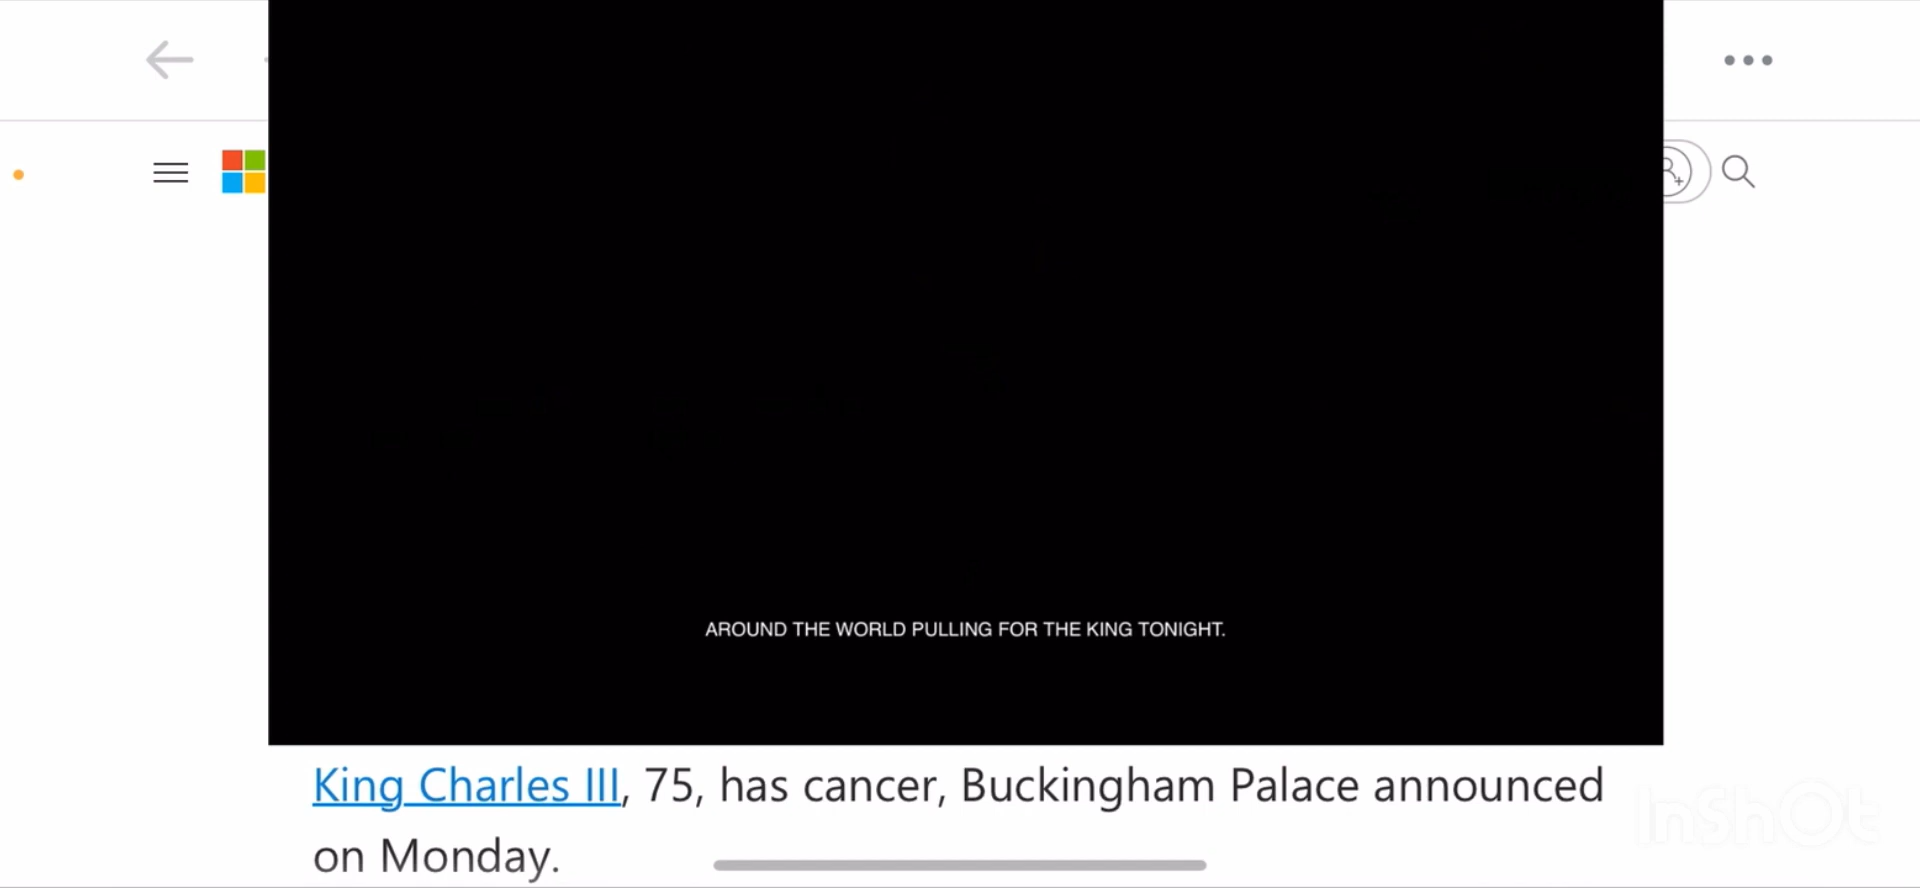 AROUND THE WORLD PULLING FOR THE KING TONIGHT.
King Charles III, 75, has cancer, Buckingham Palace announced
on Monday.
InShOt